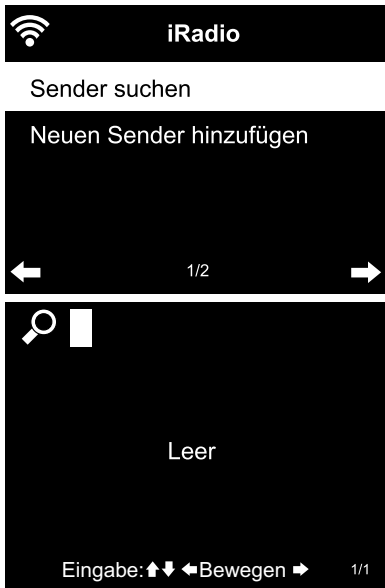 iRadio
Sender suchen
Neuen Sender hinzufügen
1/2
Leer
Eingabe:⬆⬇ ⬅Bewegen ➡ 1/1